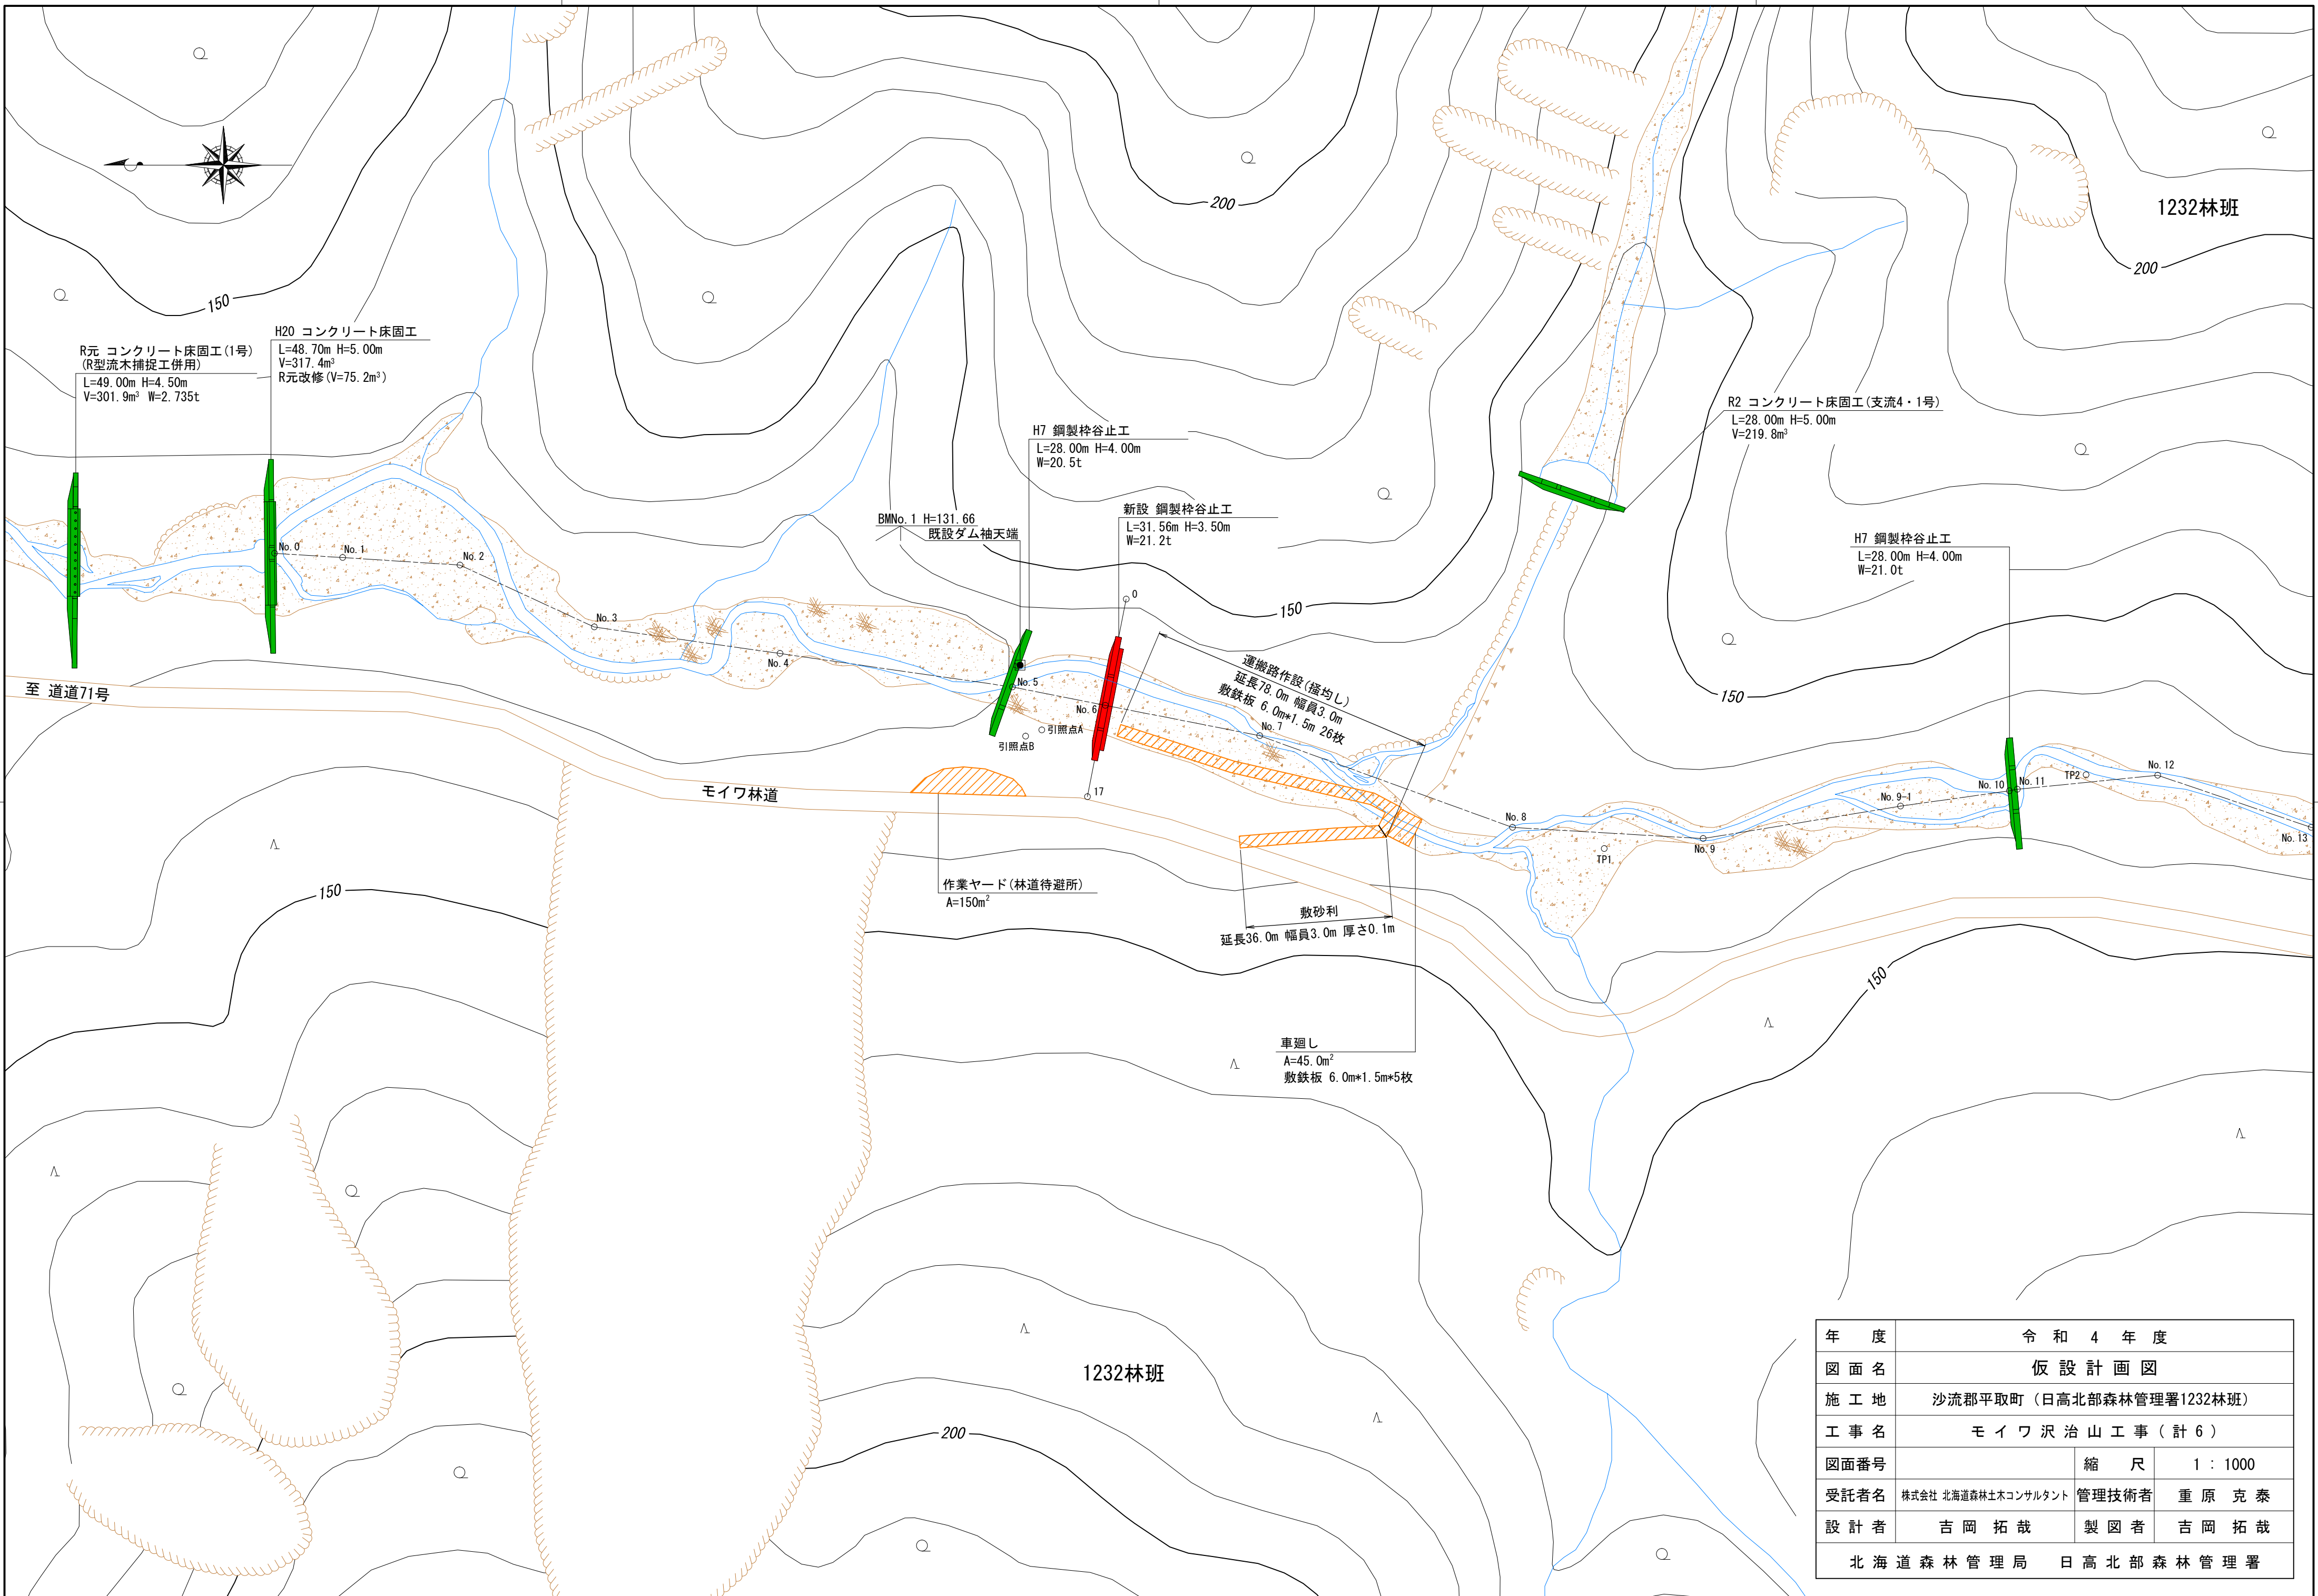 200
1232林班
200
150
R元 コンクリート床固工(1号)
(R型流木捕捉工併用)
L=49.00m H=4.50m
V=301.9m³ W=2.735t
H20 コンクリート床固工
L=48.70m H=5.00m
V=317.4m³
R元改修(V=75.2m³)
H7 鋼製枠谷止工
L=28.00m H=4.00m
W=20.5t
BMNo.1 H=131.66
既設ダム袖天端
新設 鋼製枠谷止工
L=31.56m H=3.50m
W=21.2t
R2 コンクリート床固工(支流4・1号)
L=28.00m H=5.00m
V=219.8m³
H7 鋼製枠谷止工
L=28.00m H=4.00m
W=21.0t
No.0
No.1
No.2
No.3
No.4
No.5
No.6
No.7
No.8
No.9
No.9-1
No.10
No.11
No.12
No.13
TP1
TP2
0
17
150
150
引照点A
引照点B
運搬路作設(掻均し)
延長78.0m 幅員3.0m
敷鉄板 6.0m*1.5m 26枚
至 道道71号
モイワ林道
作業ヤード(林道待避所)
A=150m²
敷砂利
延長36.0m 幅員3.0m 厚さ0.1m
車廻し
A=45.0m²
敷鉄板 6.0m*1.5m*5枚
150
150
1232林班
200
年 度 令和 4 年度
図面名 仮設計画図
施工地 沙流郡平取町(日高北部森林管理署1232林班)
工事名 モイワ沢治山工事(計6)
図面番号 縮 尺 1 : 1000
受託者名 株式会社 北海道森林土木コンサルタント 管理技術者 重原 克泰
設計者 吉岡 拓哉 製図者 吉岡 拓哉
北海道森林管理局 日高北部森林管理署